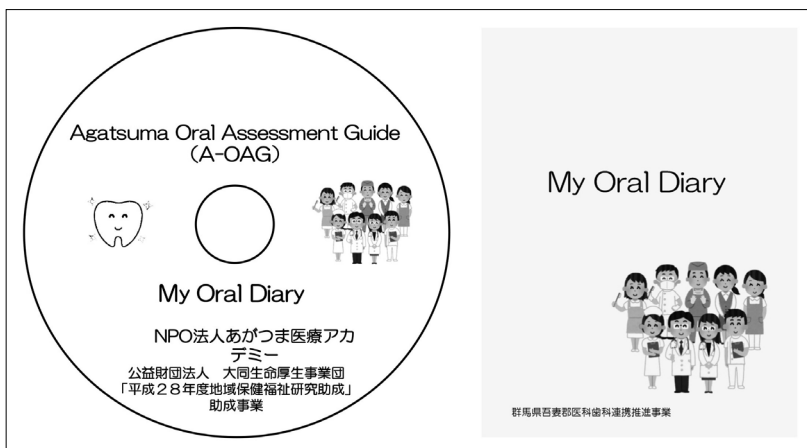 Agatsuma Oral Assessment Guide
(A-OAG)
My Oral Diary
NPO法人あがつま医療アカ
デミー
公益財団法人　大同生命厚生事業団
「平成２８年度地域保健福祉研究助成」
助成事業
My Oral Diary
群馬県吾妻郡医科歯科連携推進事業